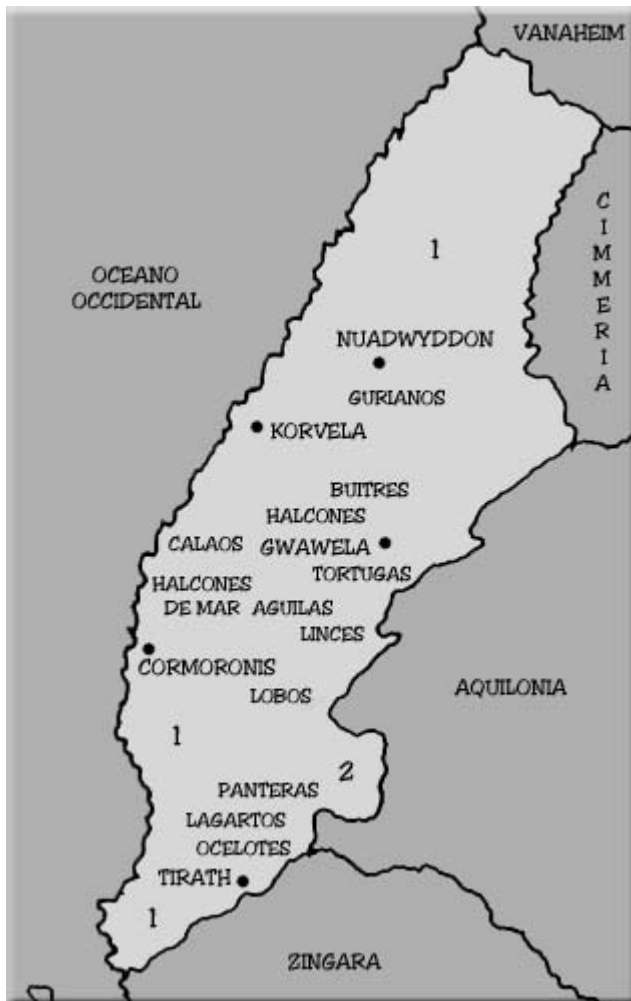 VANAHEIM
CIMMERIA
1
OCEANO
OCCIDENTAL
NUADWYDDON
GURIANOS
KORVELA
BUITRES
HALCONES
CALAOS
GWAWELA
TORTUGAS
HALCONES
DE MAR
AGUILAS
LINCES
CORMORONIS
AQUILONIA
LOBOS
1
2
PANTERAS
LAGARTOS
OCELOTES
TIRATH
1
ZINGARA